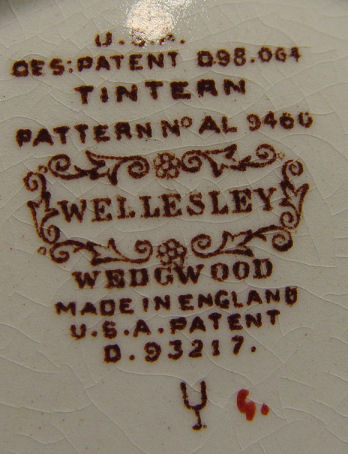 U.S.A.
DES:PATENT D98.064
TINTERN
PATTERN Nº AL 9460
WELLESLEY
WEDGWOOD
MADE IN ENGLAND
U.S.A. PATENT
D.93217.
Y
G.